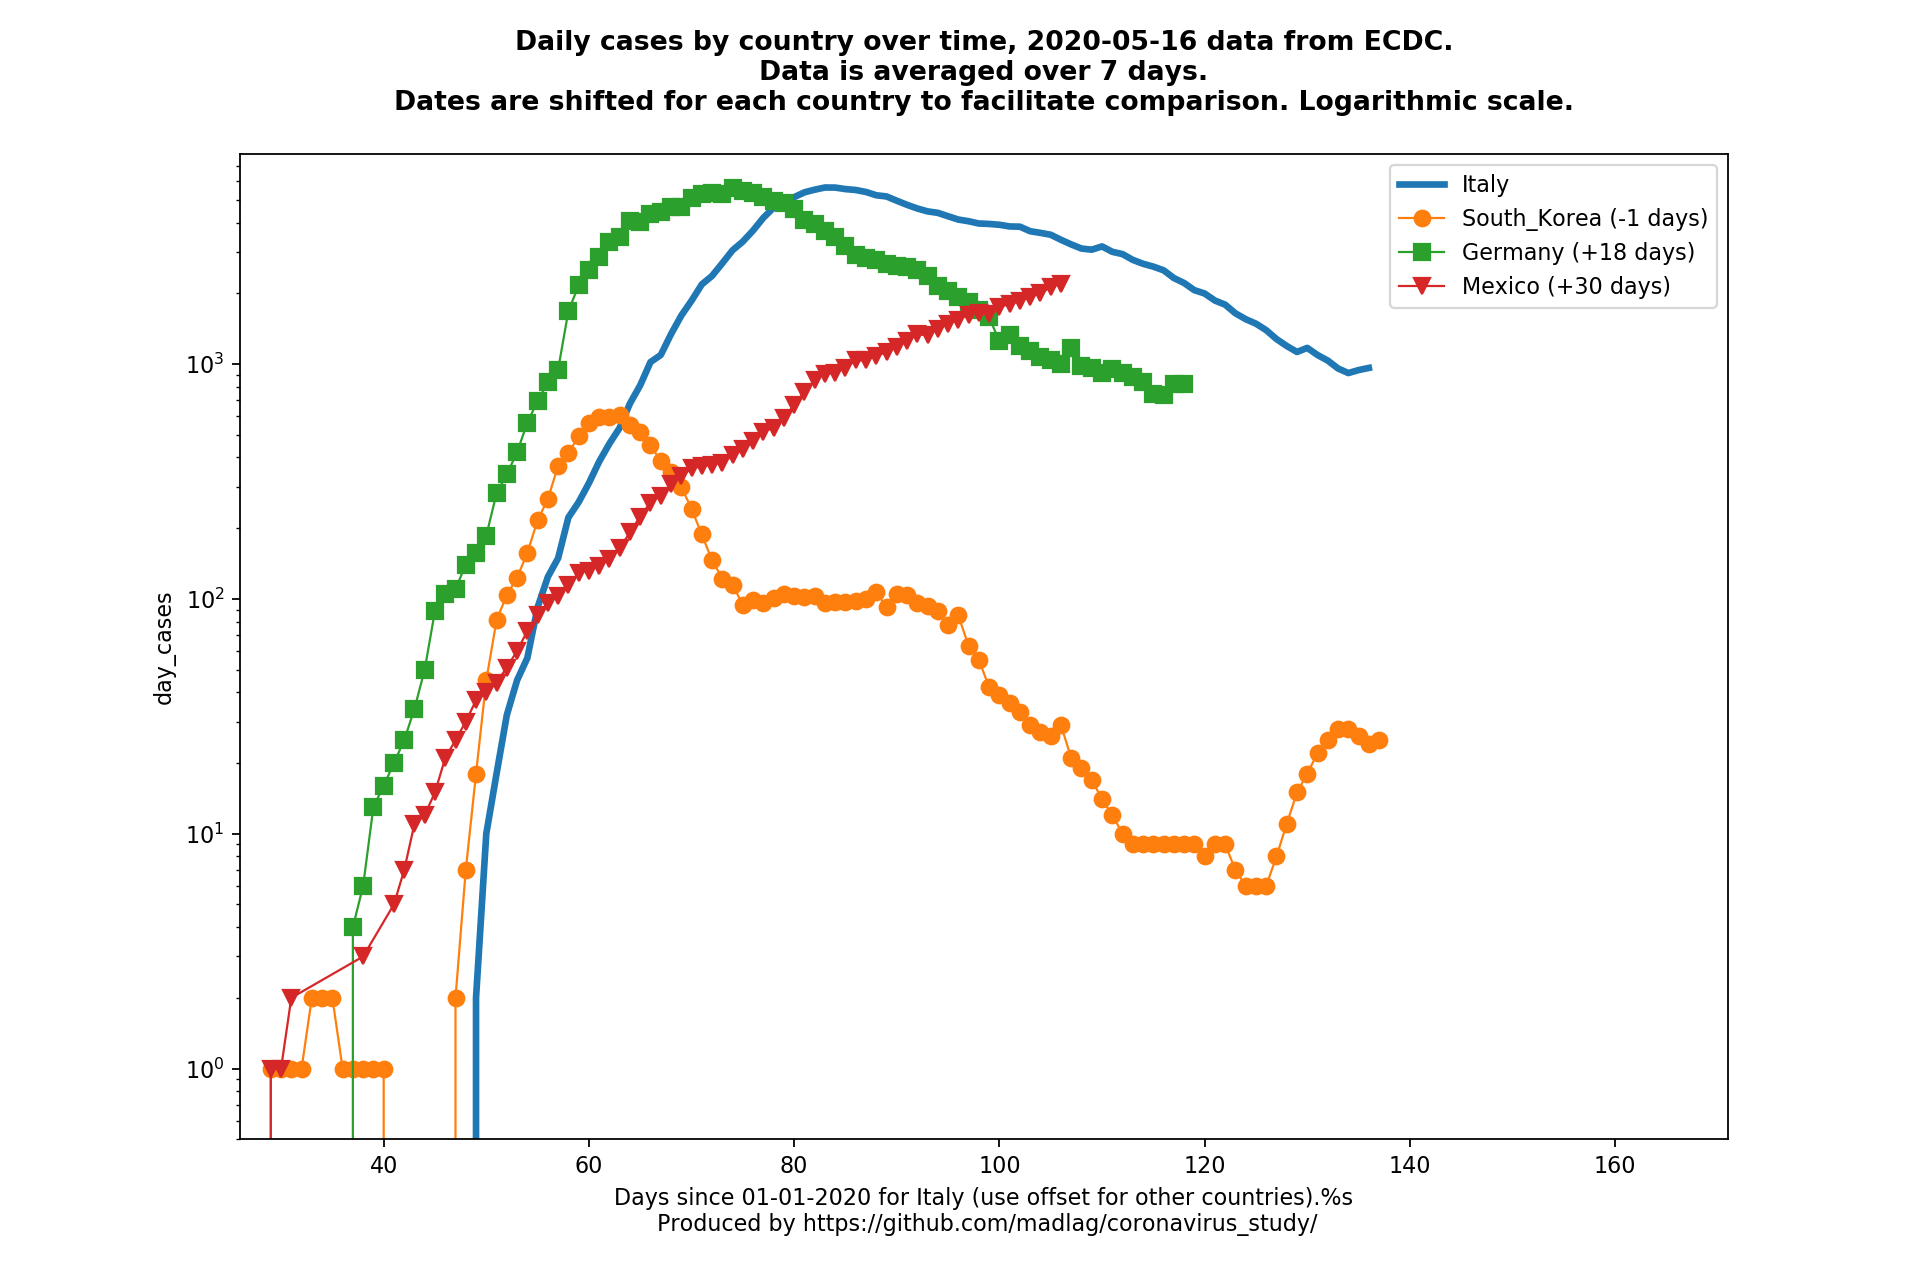 Daily cases by country over time, 2020-05-16 data from ECDC.
Data is averaged over 7 days.
Dates are shifted for each country to facilitate comparison. Logarithmic scale.
Italy
South_Korea (-1 days)
Germany (+18 days)
Mexico (+30 days)
day_cases
10³
10²
10¹
10⁰
40 60 80 100 120 140 160
Days since 01-01-2020 for Italy (use offset for other countries).%s
Produced by https://github.com/madlag/coronavirus_study/